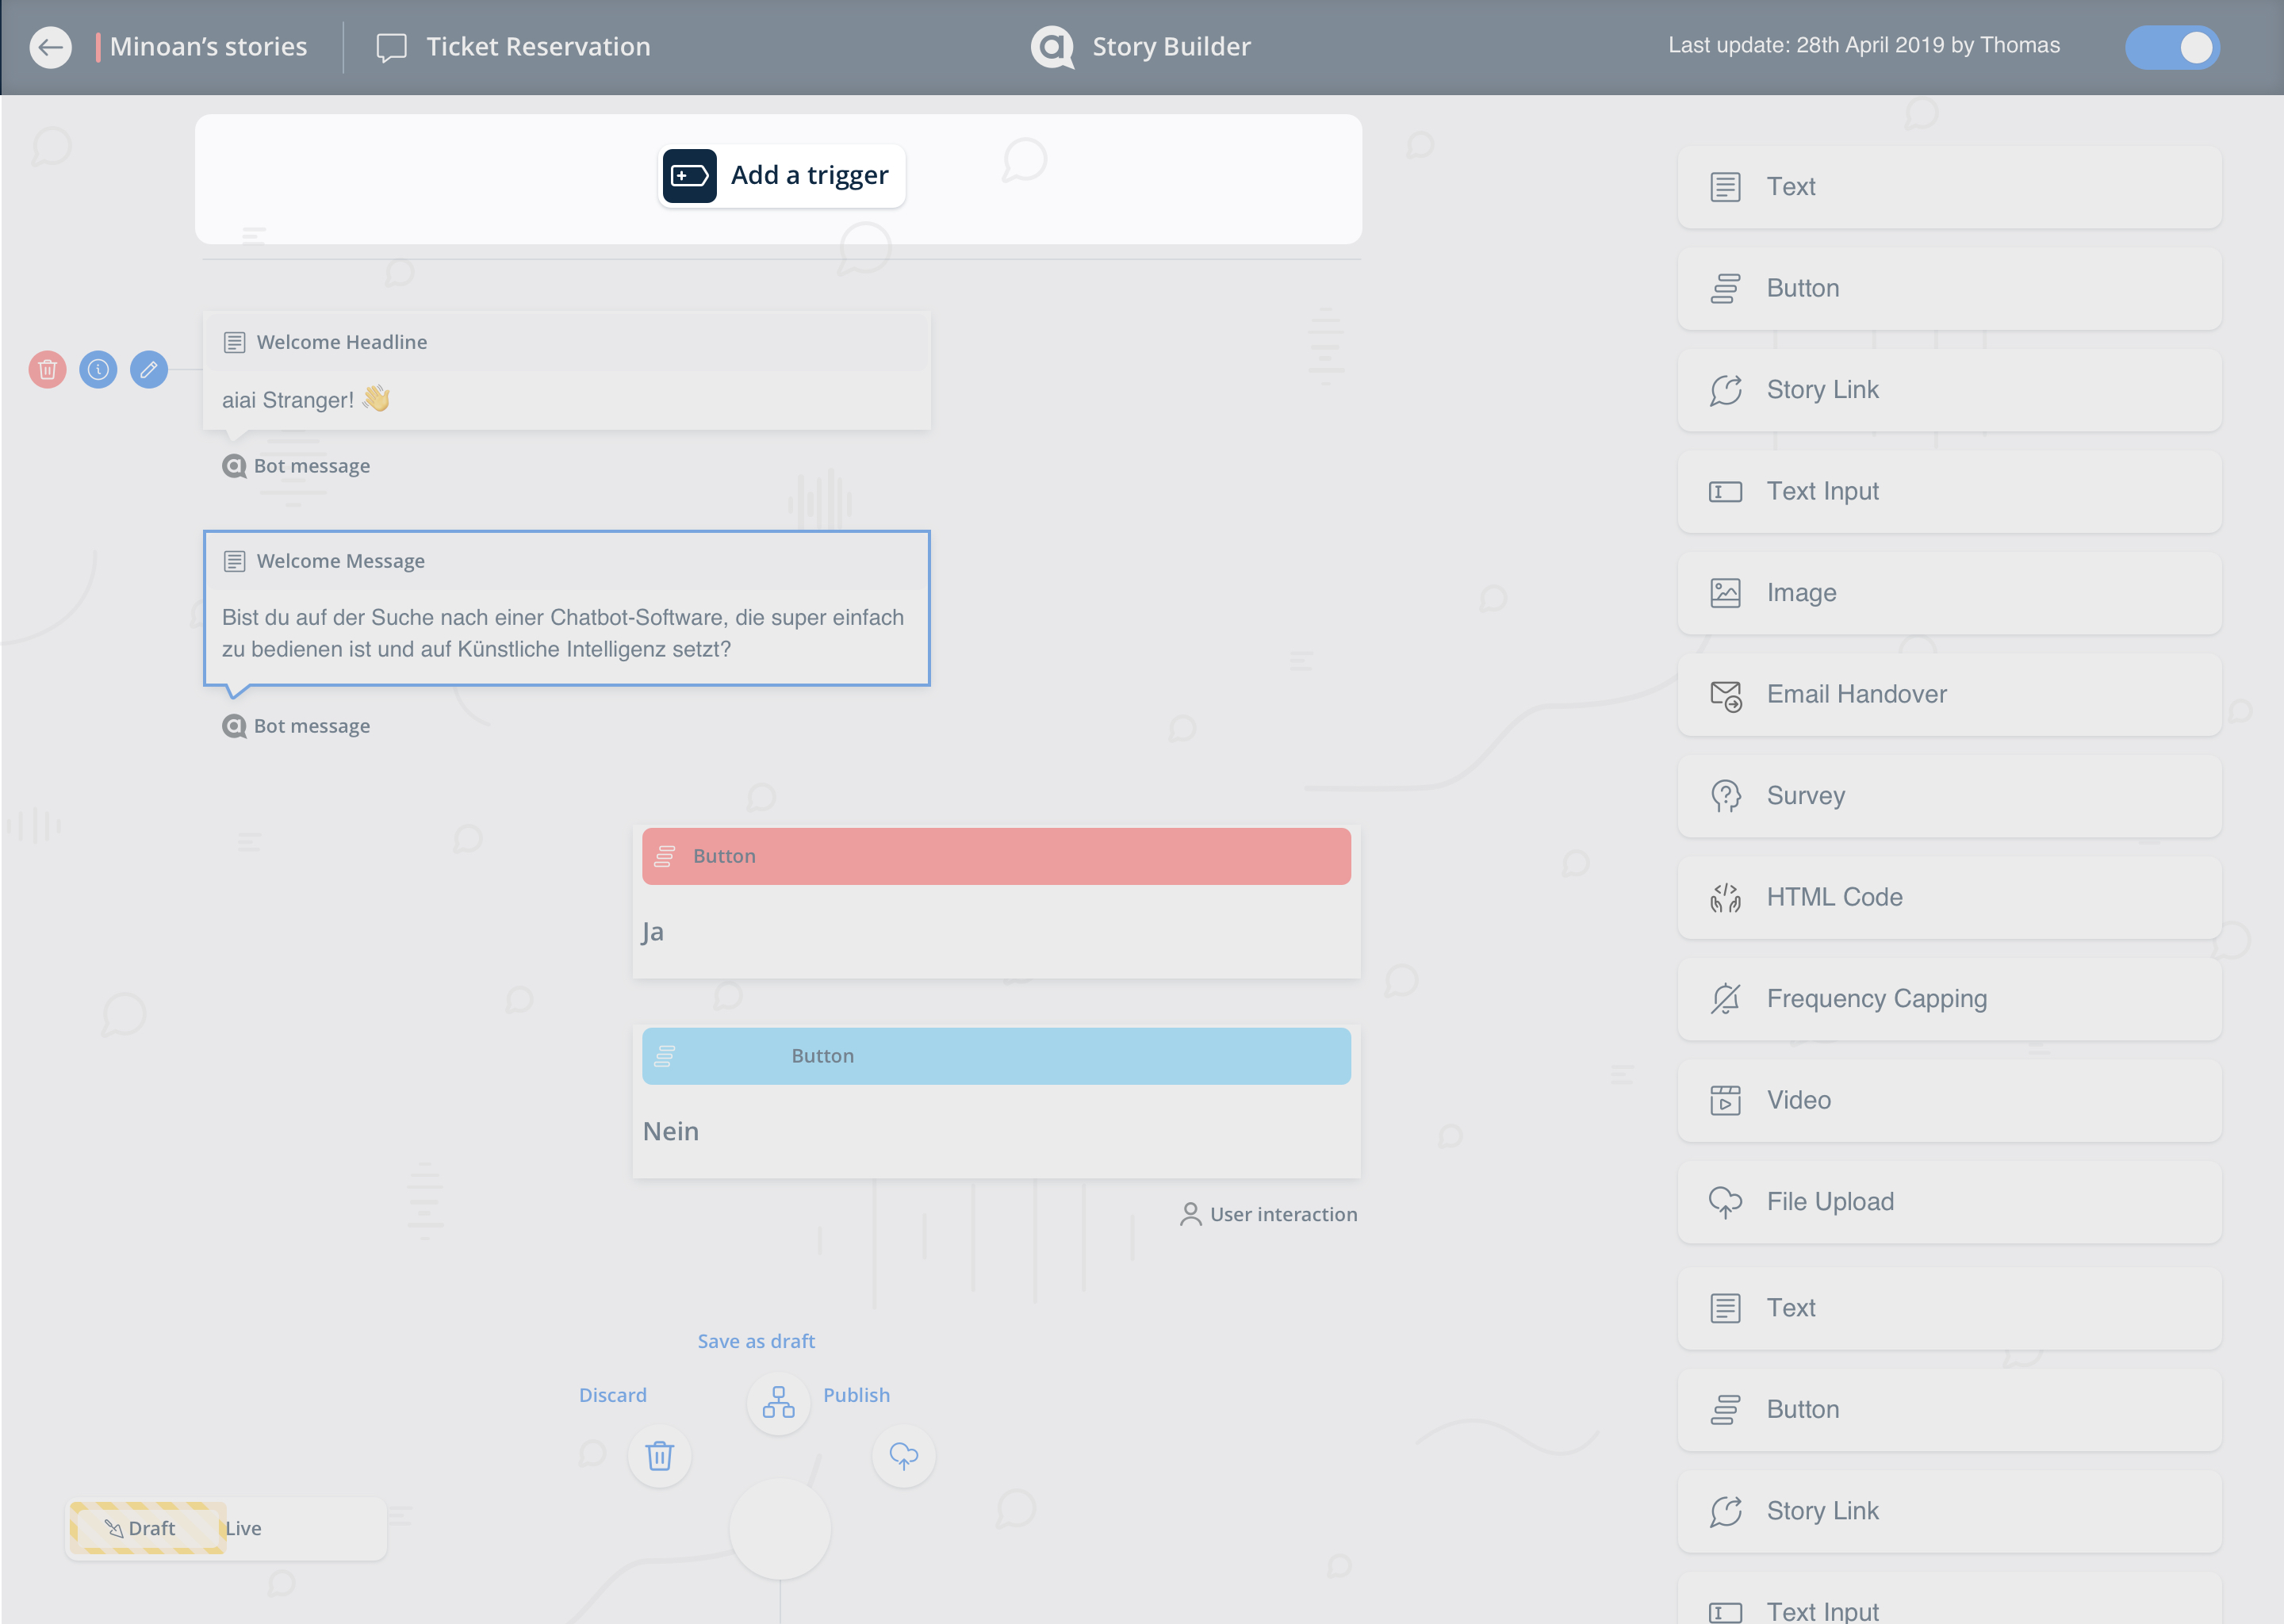 Minoan's stories
Ticket Reservation
Story Builder
Last update: 28th April 2019 by Thomas
Add a trigger
Welcome Headline
aiai Stranger! 👋
Bot message
Welcome Message
Bist du auf der Suche nach einer Chatbot-Software, die super einfach
zu bedienen ist und auf Künstliche Intelligenz setzt?
Bot message
Button
Ja
Button
Nein
User interaction
Save as draft
Discard
Publish
Draft
Live
Text
Button
Story Link
Text Input
Image
Email Handover
Survey
HTML Code
Frequency Capping
Video
File Upload
Text
Button
Story Link
Text Input